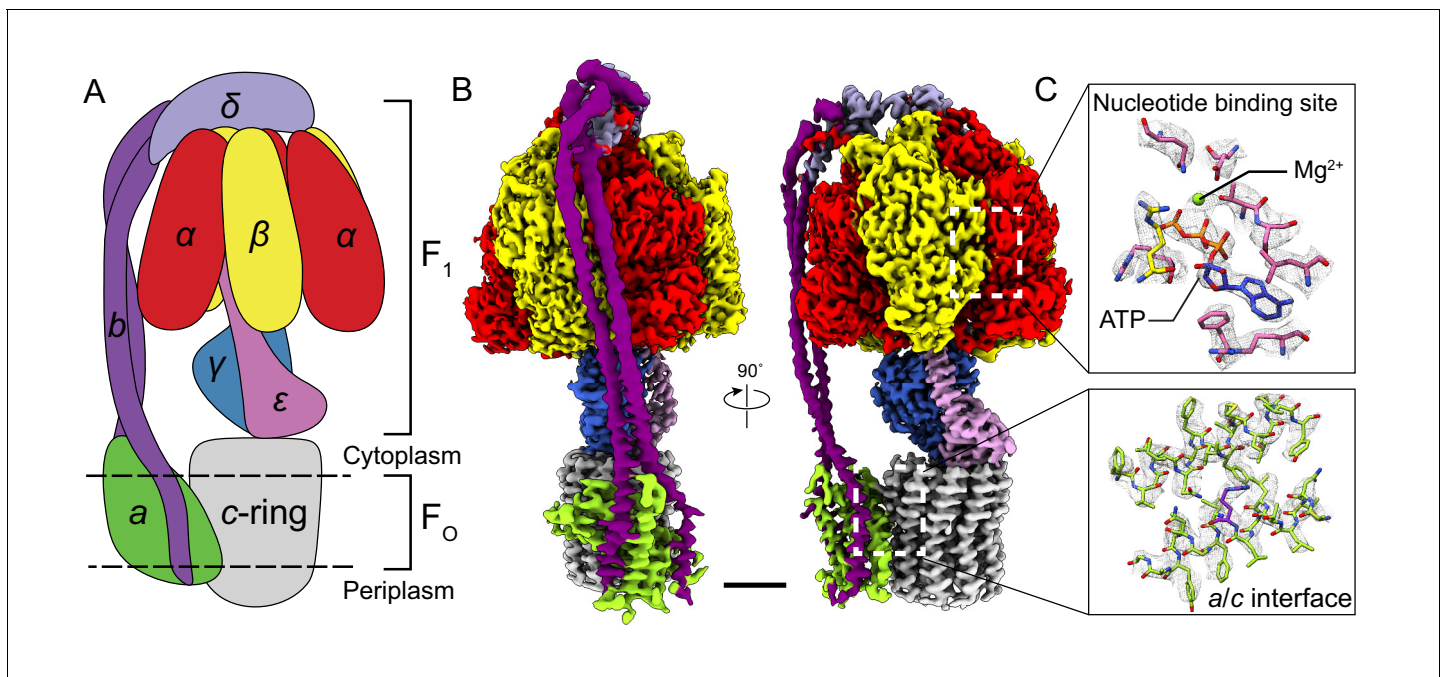 A
δ
α
β
α
b
γ
ε
a
c-ring
F1
Cytoplasm
FO
Periplasm
B
90°
C
Nucleotide binding site
Mg2+
ATP
a/c interface